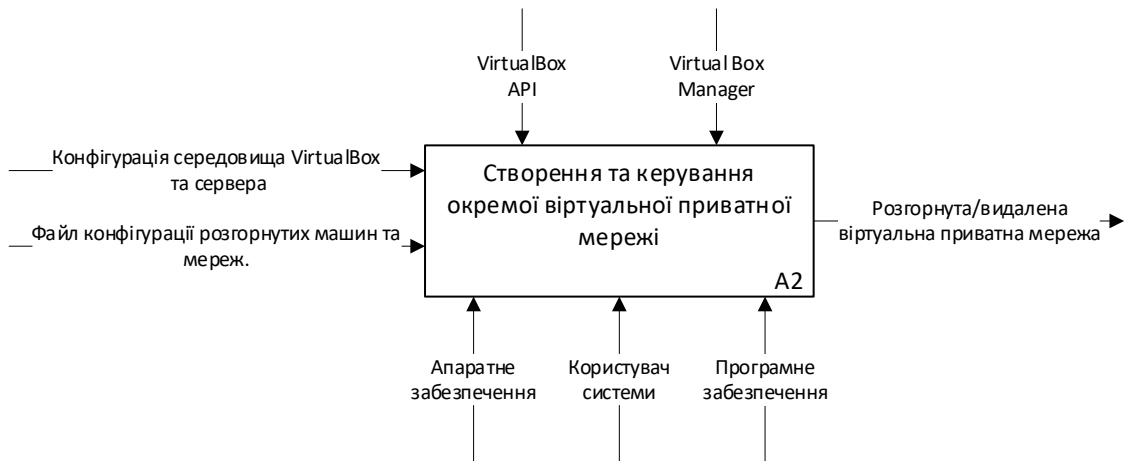 VirtualBox
API
Virtual Box
Manager
Конфігурація середовища VirtualBox
та сервера
Файл конфігурації розгорнутих машин та
мереж.
Створення та керування
окремої віртуальної приватної
мережі
A2
Розгорнута/видалена
віртуальна приватна мережа
Апаратне
забезпечення
Користувач
системи
Програмне
забезпечення